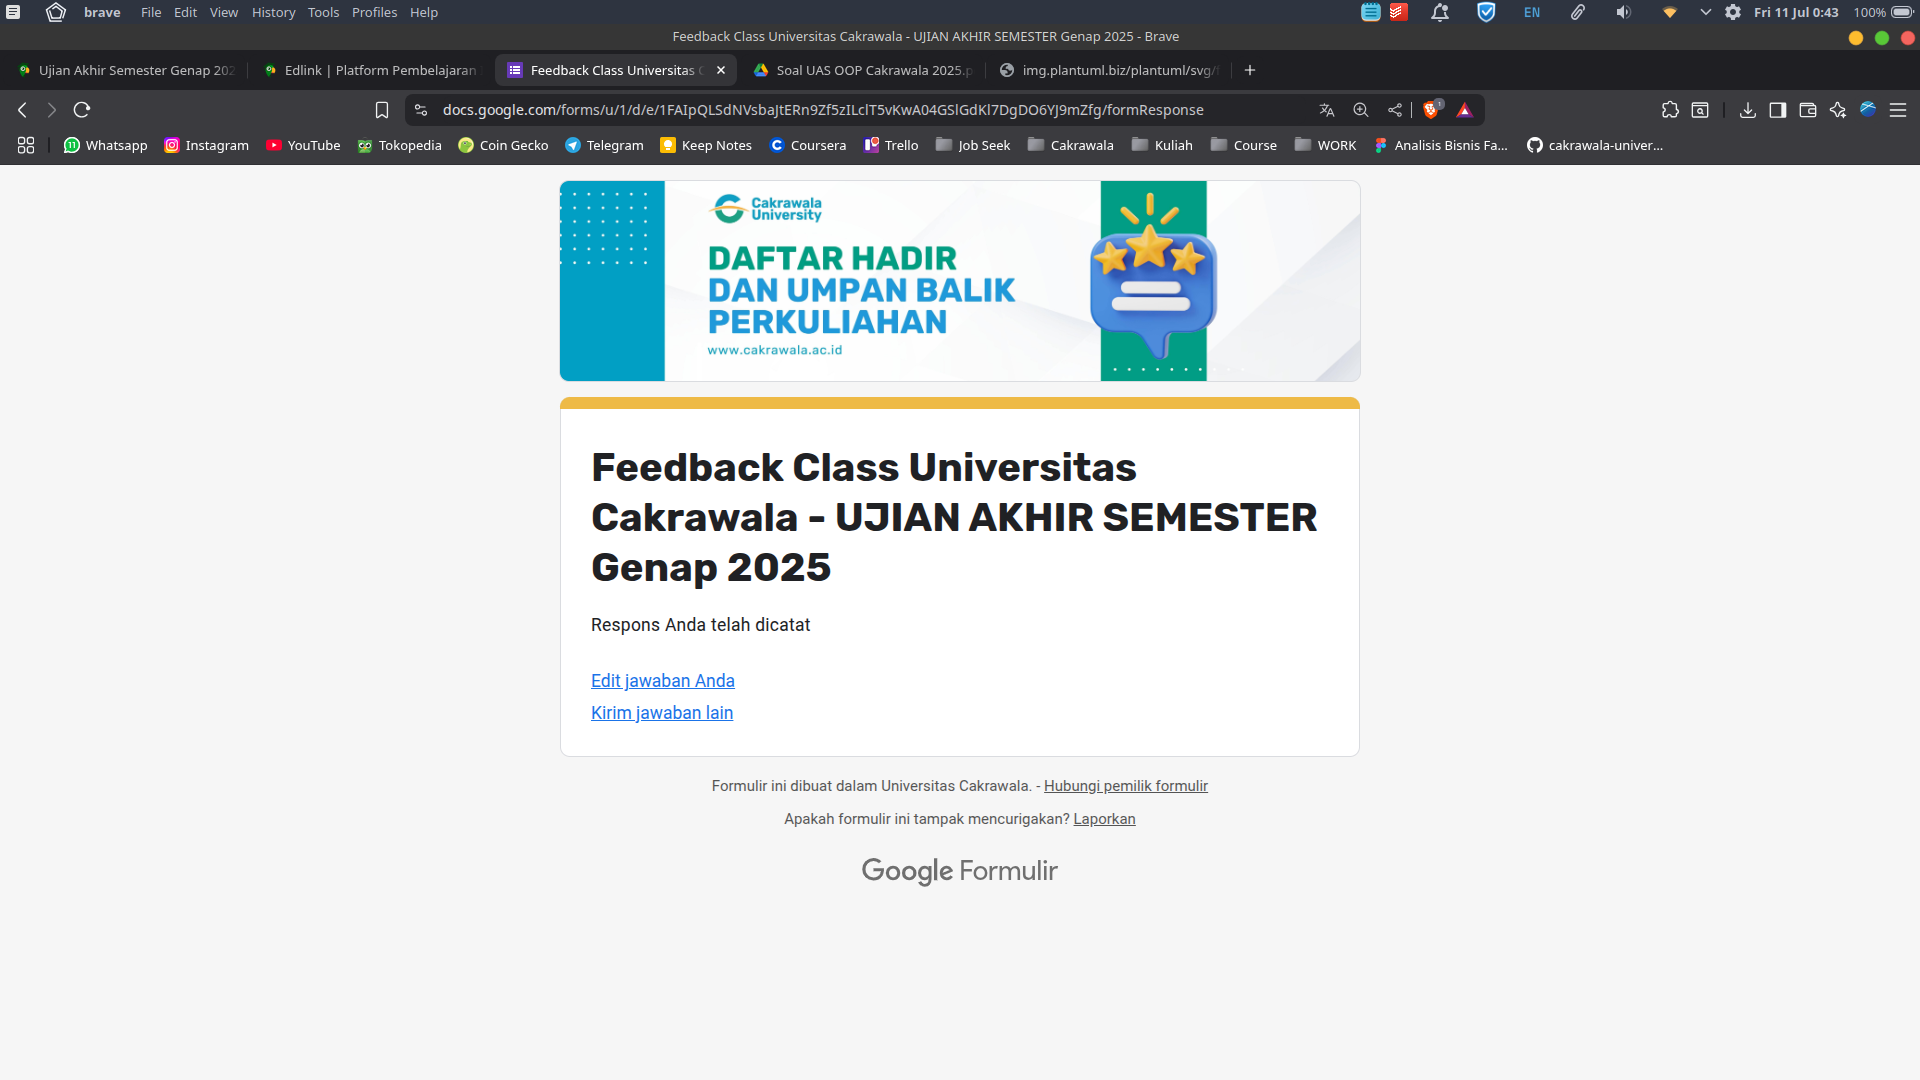 brave File Edit View History Tools Profiles Help EN Fri 11 Jul 0:43 100%
Feedback Class Universitas Cakrawala - UJIAN AKHIR SEMESTER Genap 2025 - Brave
Ujian Akhir Semester Genap 202 Edlink | Platform Pembelajaran Feedback Class Universitas C Soal UAS OOP Cakrawala 2025.p img.plantuml.biz/plantuml/svg/f
docs.google.com/forms/u/1/d/e/1FAIpQLSdNVsbaJtERn9Zf5zILclT5vKwA04GSlGdKl7DgDO6YJ9mZfg/formResponse 1
Whatsapp Instagram YouTube Tokopedia Coin Gecko Telegram Keep Notes Coursera Trello Job Seek Cakrawala Kuliah Course WORK Analisis Bisnis Fa... cakrawala-univer...
Cakrawala
University
DAFTAR HADIR
DAN UMPAN BALIK
PERKULIAHAN
www.cakrawala.ac.id
Feedback Class Universitas
Cakrawala - UJIAN AKHIR SEMESTER
Genap 2025
Respons Anda telah dicatat
Edit jawaban Anda
Kirim jawaban lain
Formulir ini dibuat dalam Universitas Cakrawala. - Hubungi pemilik formulir
Apakah formulir ini tampak mencurigakan? Laporkan
Google Formulir